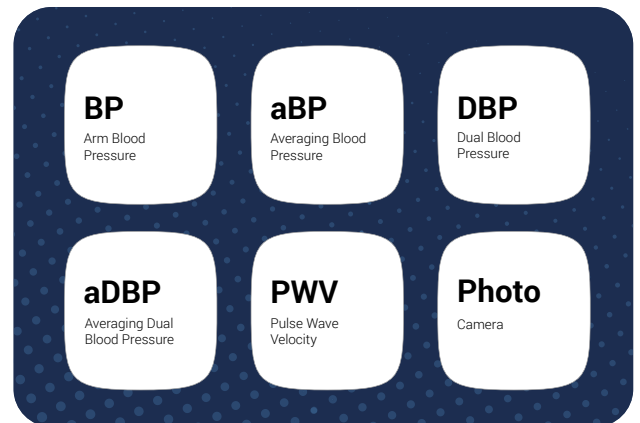 BP
Arm Blood
Pressure
aBP
Averaging Blood
Pressure
DBP
Dual Blood
Pressure
aDBP
Averaging Dual
Blood Pressure
PWV
Pulse Wave
Velocity
Photo
Camera